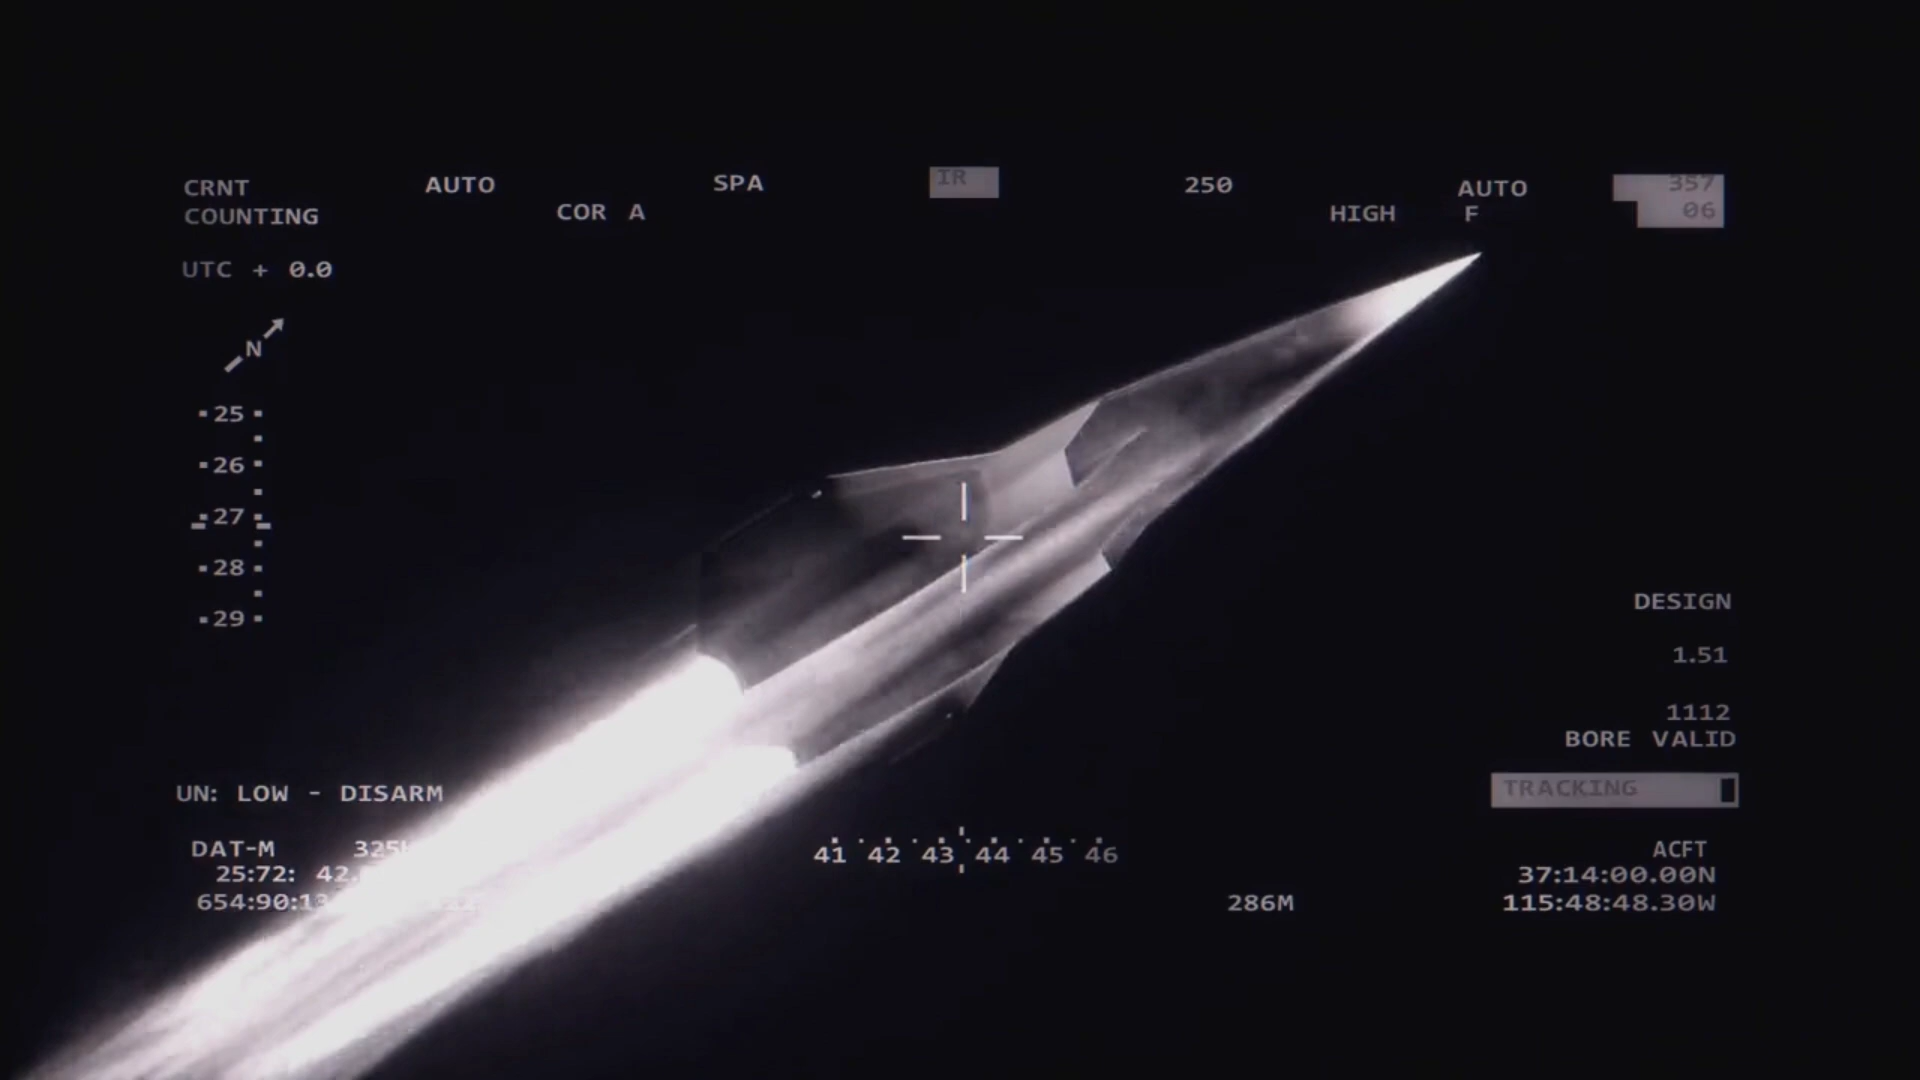 CRNT AUTO SPA IR 250 AUTO 357
COUNTING COR A HIGH F 06
UTC + 0.0
N
25
26
27
28
29
DESIGN
1.51
1112
BORE VALID
UN: LOW - DISARM
TRACKING
DAT-M
41 42 43 44 45 46
ACFT
25:72:
37:14:00.00N
286M
115:48:48.30W